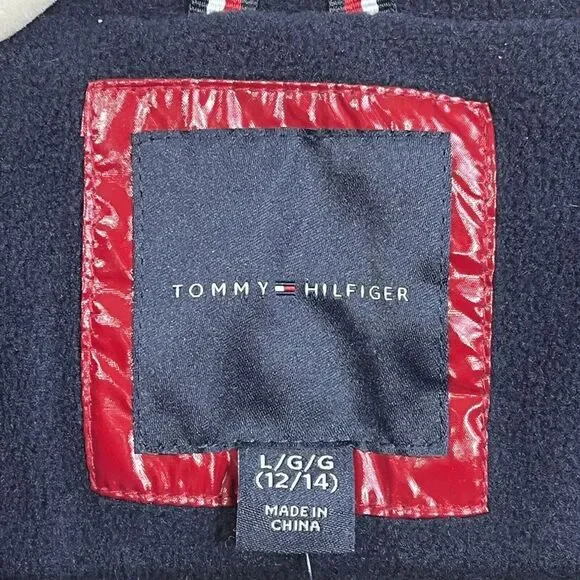 TOMMY HILFIGER
L/G/G
(12/14)
MADE IN
CHINA